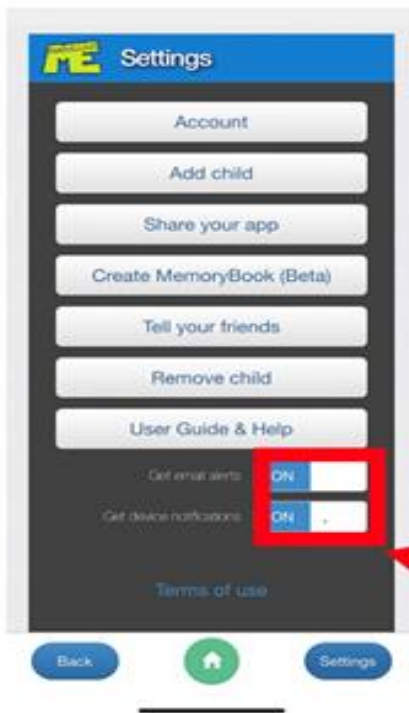 ME
Settings
Account
Add child
Share your app
Create MemoryBook (Beta)
Tell your friends
Remove child
User Guide & Help
Get email alerts ON
Get device notifications ON
Terms of use
Back
Settings